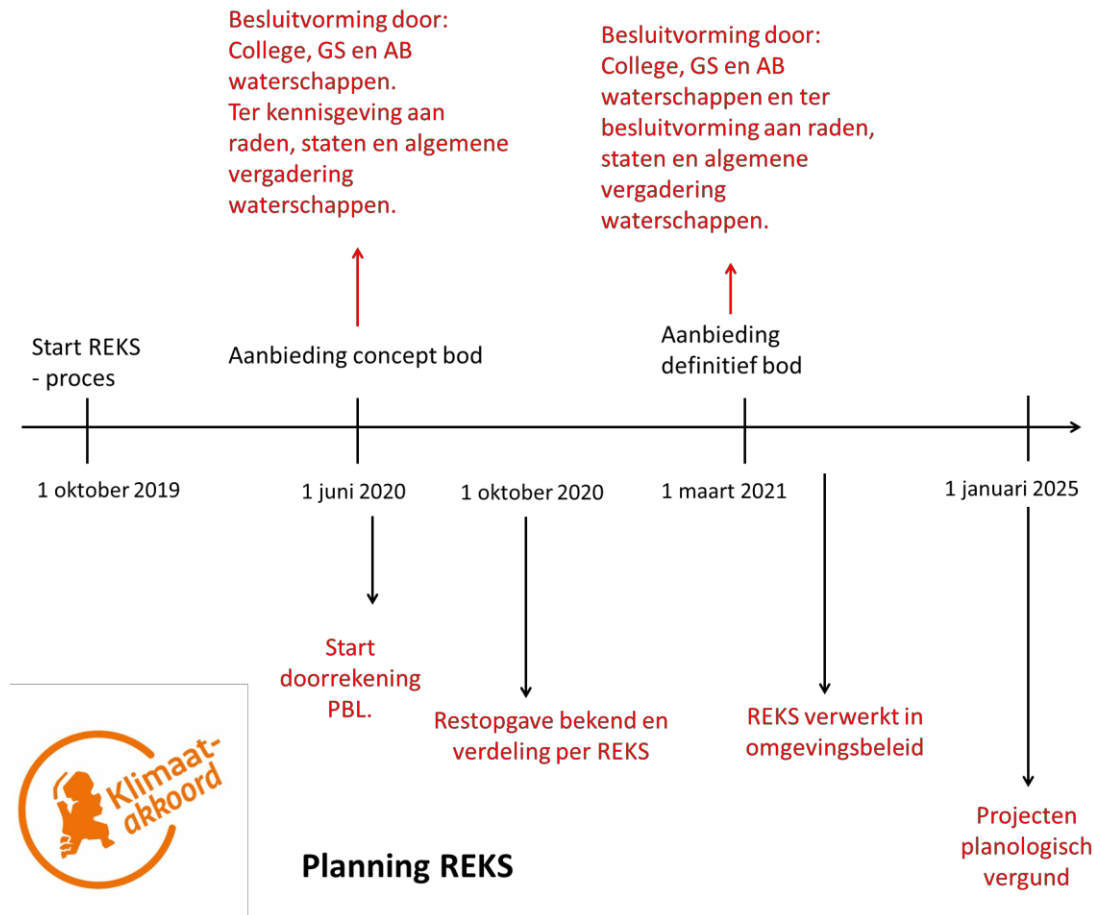 Besluitvorming door:
College, GS en AB
waterschappen.
Ter kennisgeving aan
raden, staten en algemene
vergadering
waterschappen.
Besluitvorming door:
College, GS en AB
waterschappen en ter
besluitvorming aan raden,
staten en algemene
vergadering
waterschappen.
Start REKS
- proces
Aanbieding concept bod
Aanbieding
definitief bod
1 oktober 2019
1 juni 2020
1 oktober 2020
1 maart 2021
1 januari 2025
Start
doorrekening
PBL.
Restopgave bekend en
verdeling per REKS
REKS verwerkt in
omgevingsbeleid
Projecten
planologisch
vergund
Klimaat-
akkoord
Planning REKS